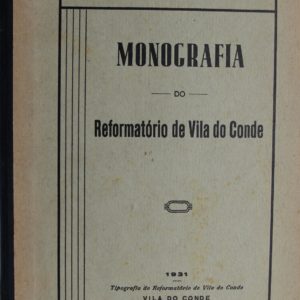 MONOGRAFIA
DO
Reformatório de Vila do Conde
1931
Tipografia do Reformatório de Vila do Conde
VILA DO CONDE